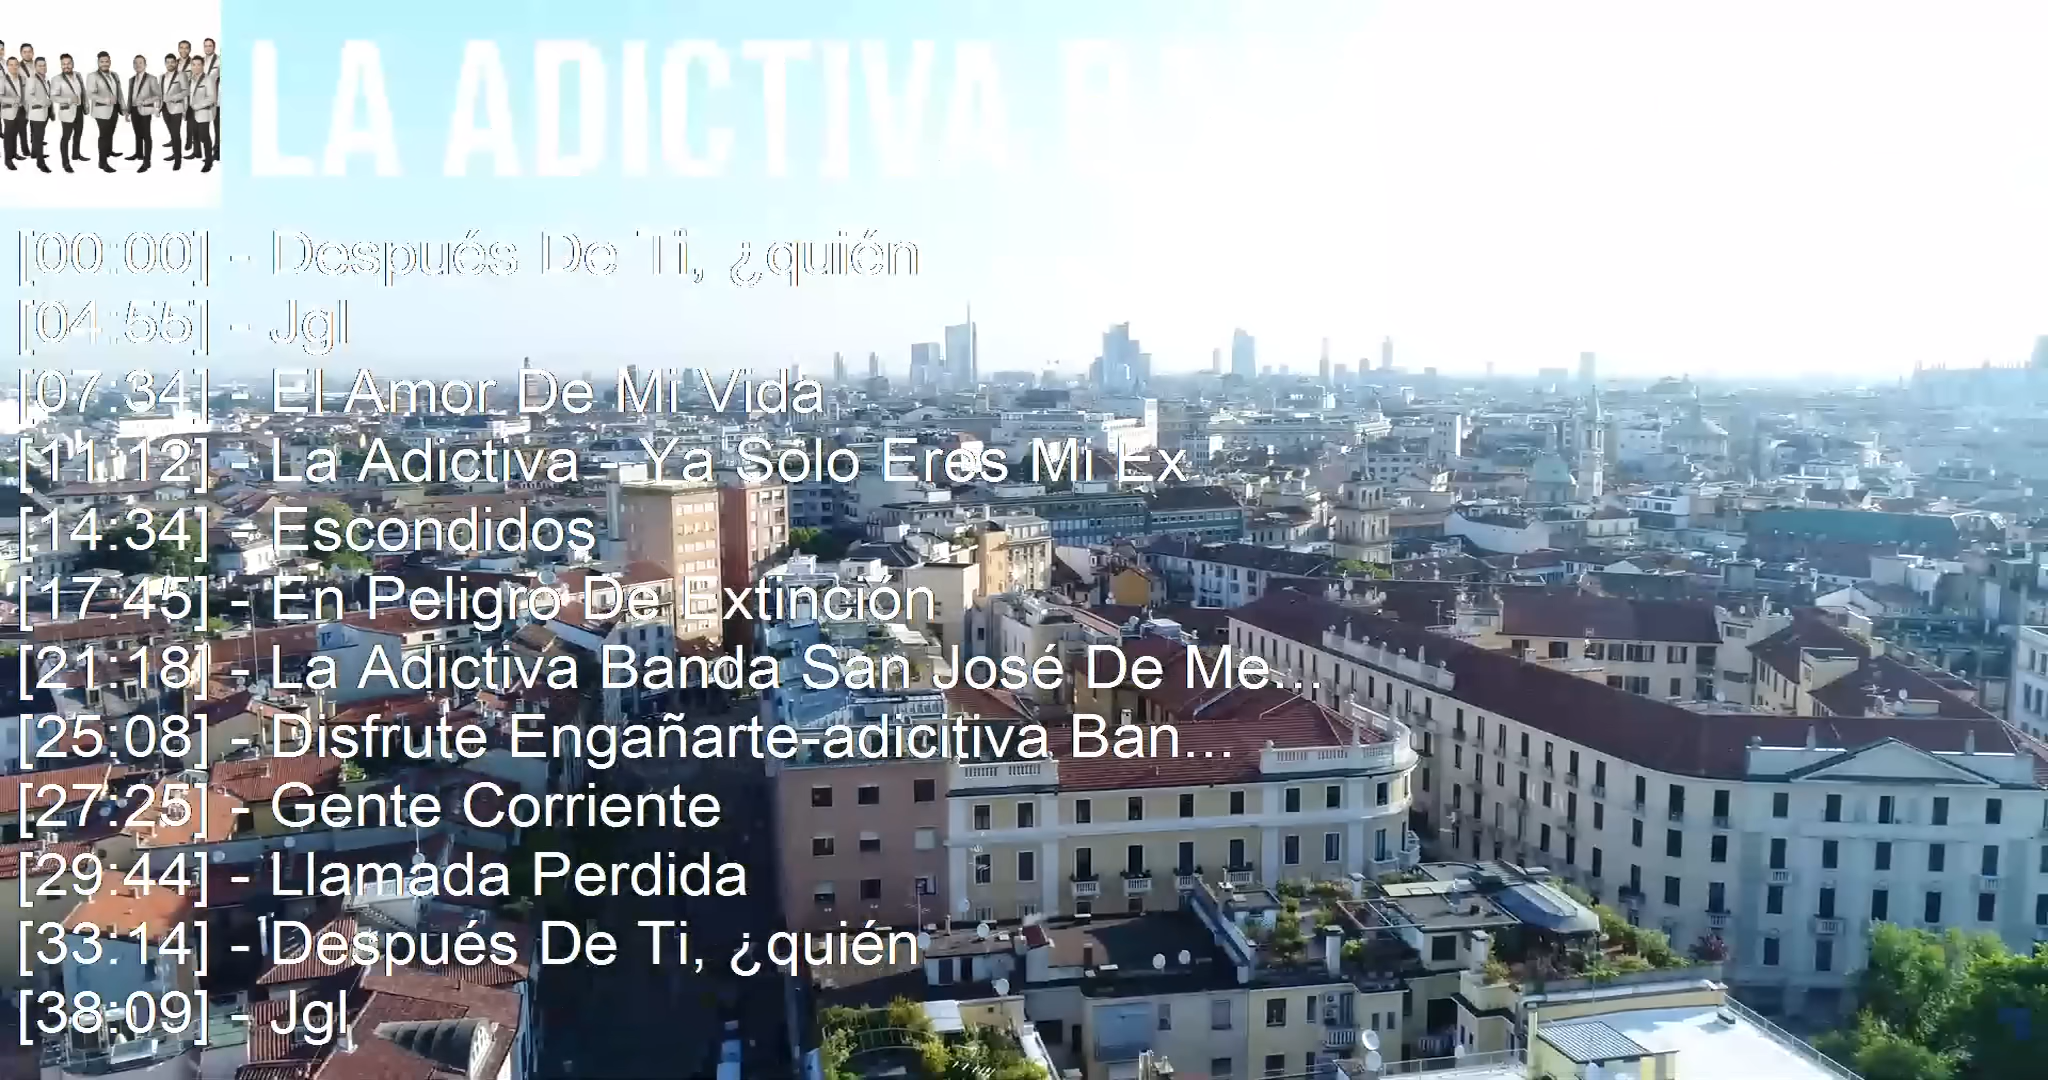 LA ADICTIVA
[00:00] - Después De Ti, ¿quién
[04:55] - Jgl
[07:34] - El Amor De Mi Vida
[11:12] - La Adictiva - Ya Solo Eres Mi Ex
[14:34] - Escondidos
[17:45] - En Peligro De Extinción
[21:18] - La Adictiva Banda San José De Me...
[25:08] - Disfrute Engañarte-adicitiva Ban...
[27:25] - Gente Corriente
[29:44] - Llamada Perdida
[33:14] - Después De Ti, ¿quién
[38:09] - Jgl